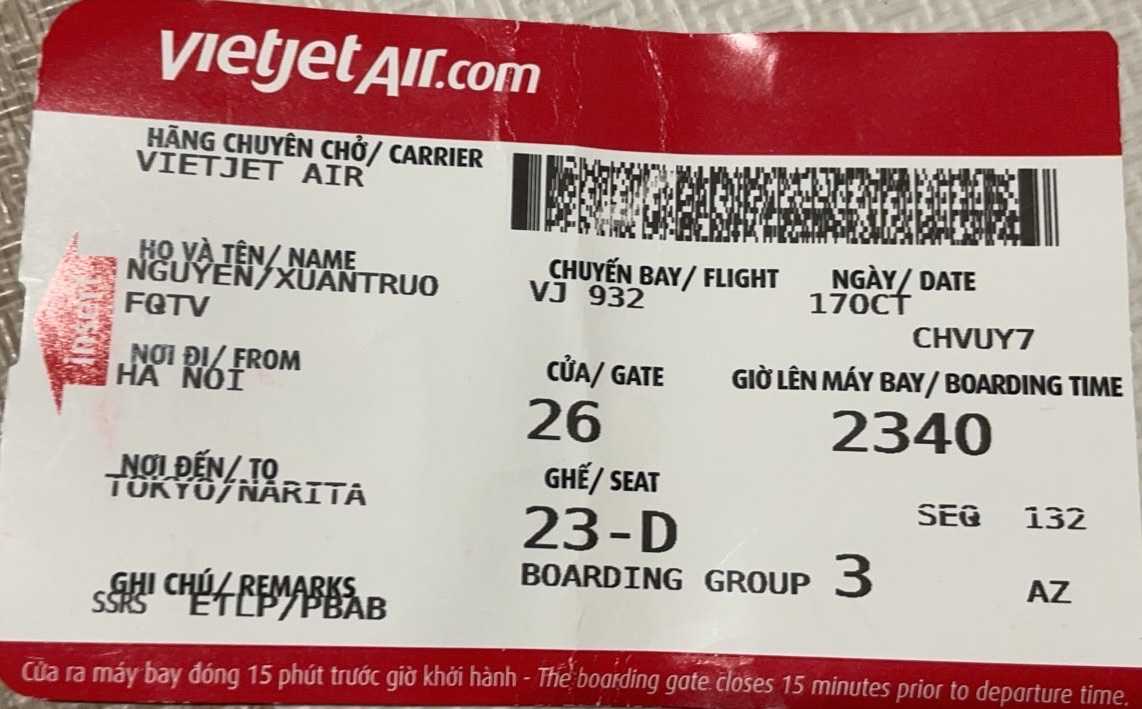 vietjetAir.com
HÃNG CHUYÊN CHỞ/ CARRIER
VIETJET AIR
HỌ VÀ TÊN/ NAME
NGUYEN/XUANTRUO
FQTV
CHUYẾN BAY/ FLIGHT
VJ 932
NGÀY/ DATE
17OCT
CHVUY7
insert
NƠI ĐI/ FROM
HA NOI
CỬA/ GATE
26
GIỜ LÊN MÁY BAY/ BOARDING TIME
2340
NƠI ĐẾN/ TO
TOKYO/NARITA
GHẾ/ SEAT
23-D
SEQ 132
BOARDING GROUP 3
AZ
GHI CHÚ/ REMARKS
SSRS ETLP/PBAB
Cửa ra máy bay đóng 15 phút trước giờ khởi hành - The boarding gate closes 15 minutes prior to departure time.